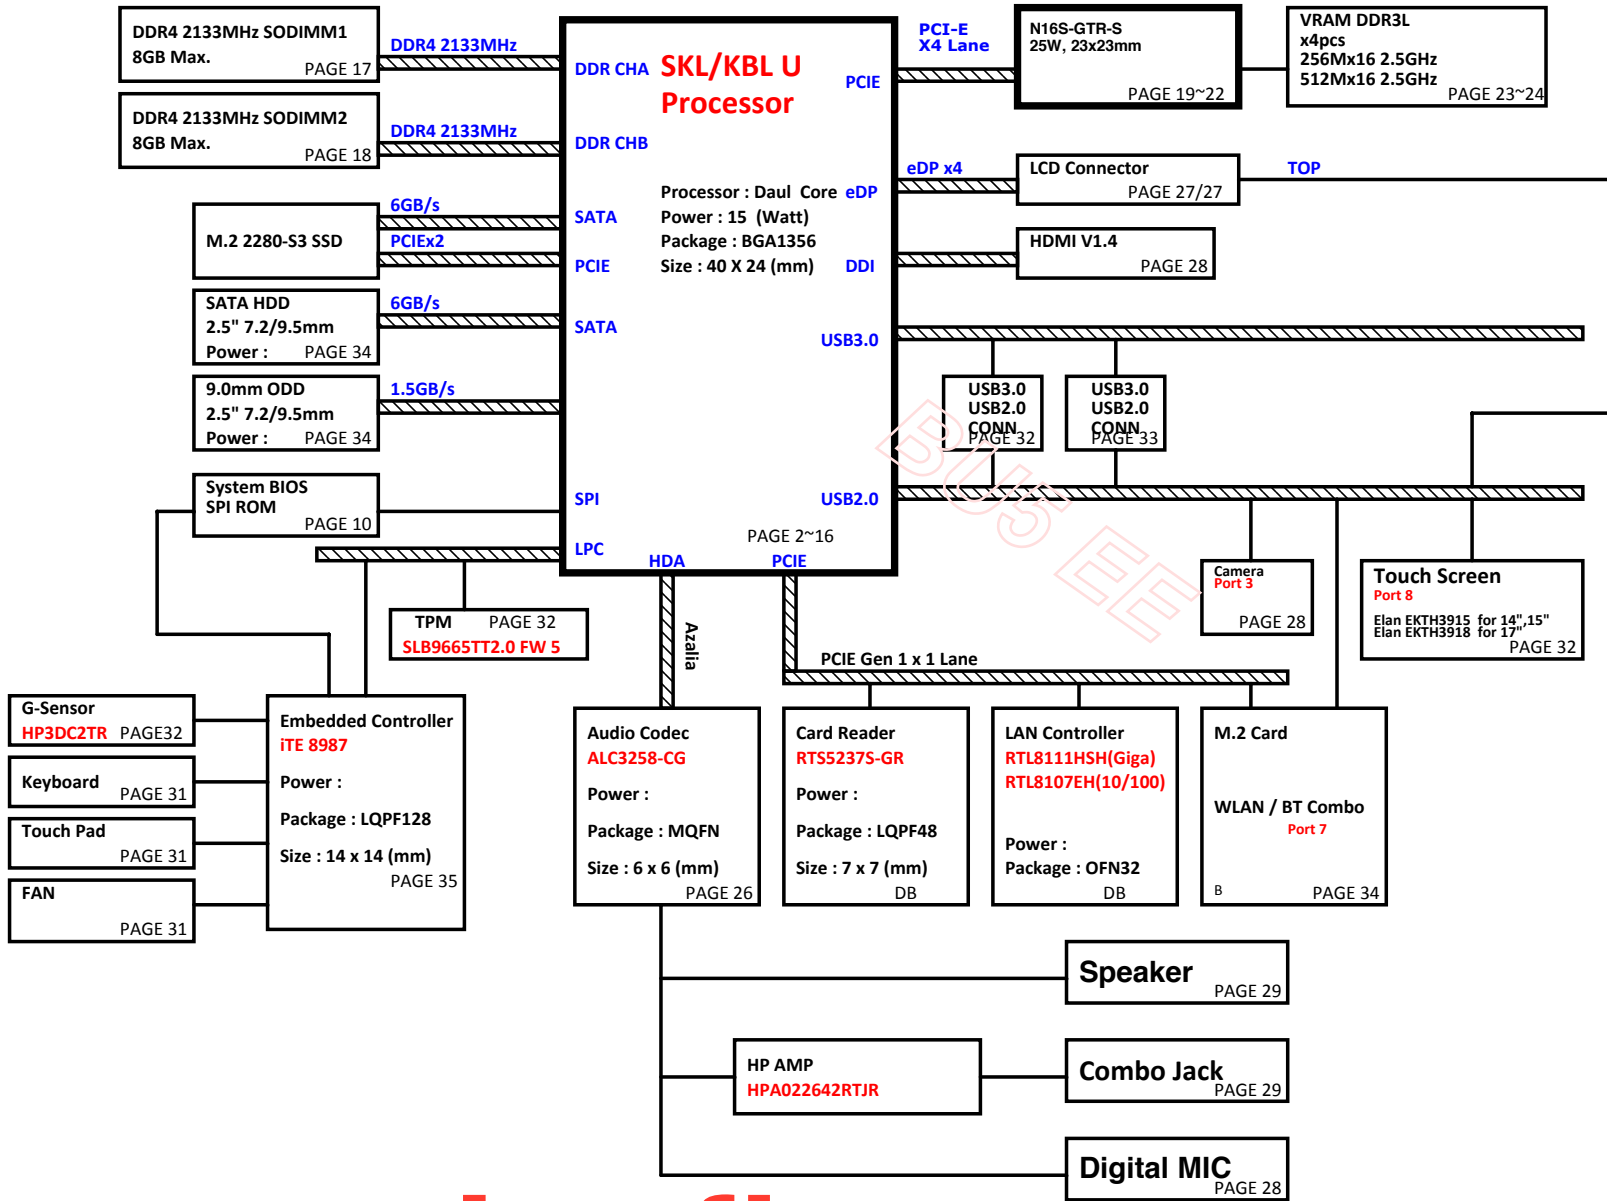 DDR4 2133MHz SODIMM1
8GB Max.
PAGE 17
DDR4 2133MHz
DDR4 2133MHz SODIMM2
8GB Max.
PAGE 18
DDR4 2133MHz
M.2 2280-S3 SSD
6GB/s
PCIEx2
SATA HDD
2.5" 7.2/9.5mm
Power :
PAGE 34
6GB/s
9.0mm ODD
2.5" 7.2/9.5mm
Power :
PAGE 34
1.5GB/s
System BIOS
SPI ROM
PAGE 10
SKL/KBL U
Processor
DDR CHA
DDR CHB
SATA
PCIE
SATA
SPI
LPC
HDA
PCIE
PCIE
eDP
DDI
USB3.0
USB2.0
Processor : Daul Core
Power : 15 (Watt)
Package : BGA1356
Size : 40 X 24 (mm)
PAGE 2~16
PCI-E
X4 Lane
N16S-GTR-S
25W, 23x23mm
PAGE 19~22
VRAM DDR3L
x4pcs
256Mx16 2.5GHz
512Mx16 2.5GHz
PAGE 23~24
eDP x4
LCD Connector
PAGE 27/27
TOP
HDMI V1.4
PAGE 28
USB3.0
USB2.0
CONN
PAGE 32
USB3.0
USB2.0
CONN
PAGE 33
BU5 EE
Camera
Port 3
PAGE 28
Touch Screen
Port 8
Elan EKTH3915 for 14",15"
Elan EKTH3918 for 17"
PAGE 32
TPM
PAGE 32
SLB9665TT2.0 FW 5
Azalia
PCIE Gen 1 x 1 Lane
G-Sensor
HP3DC2TR
PAGE32
Keyboard
PAGE 31
Touch Pad
PAGE 31
FAN
PAGE 31
Embedded Controller
iTE 8987
Power :
Package : LQPF128
Size : 14 x 14 (mm)
PAGE 35
Audio Codec
ALC3258-CG
Power :
Package : MQFN
Size : 6 x 6 (mm)
PAGE 26
Card Reader
RTS5237S-GR
Power :
Package : LQPF48
Size : 7 x 7 (mm)
DB
LAN Controller
RTL8111HSH(Giga)
RTL8107EH(10/100)
Power :
Package : OFN32
DB
M.2 Card
WLAN / BT Combo
Port 7
B
PAGE 34
Speaker
PAGE 29
HP AMP
HPA022642RTJR
Combo Jack
PAGE 29
Digital MIC
PAGE 28